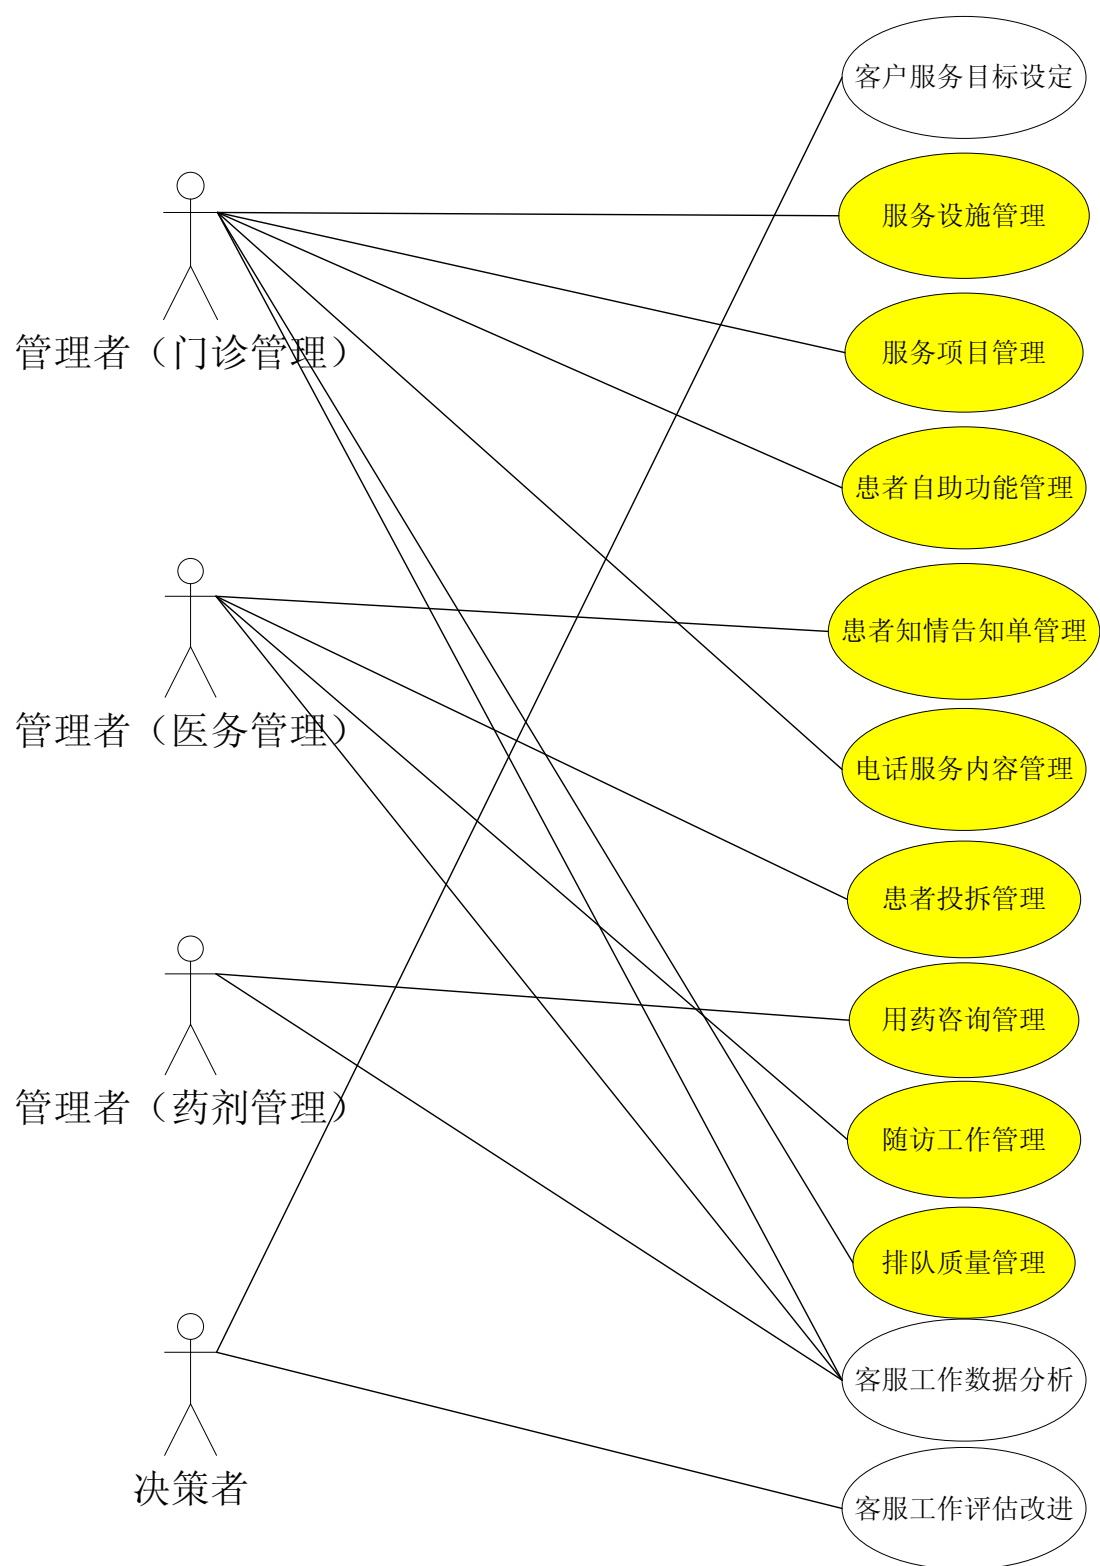 客户服务目标设定
服务设施管理
管理者（门诊管理）
服务项目管理
患者自助功能管理
患者知情告知单管理
管理者（医务管理）
电话服务内容管理
患者投拆管理
用药咨询管理
管理者（药剂管理）
随访工作管理
排队质量管理
客服工作数据分析
决策者
客服工作评估改进